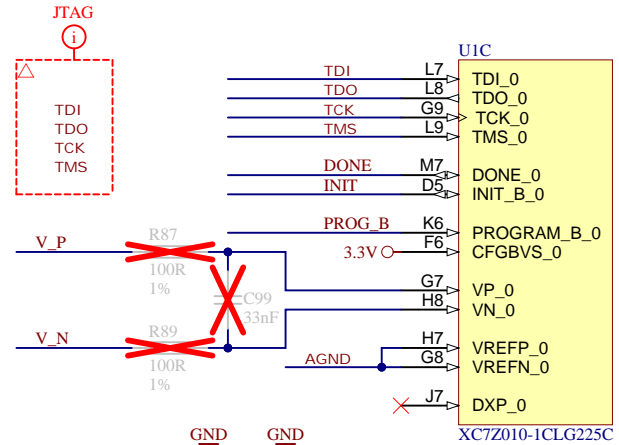 JTAG
i
TDI
TDO
TCK
TMS
U1C
TDI L7 TDI_0
TDO L8 TDO_0
TCK G9 TCK_0
TMS L9 TMS_0
DONE M7 DONE_0
INIT D5 INIT_B_0
PROG_B K6 PROGRAM_B_0
3.3V F6 CFGBVS_0
V_P R87
100R
1%
G7 VP_0
C99
33nF
H8 VN_0
V_N R89
100R
1%
H7 VREFP_0
AGND G8 VREFN_0
J7 DXP_0
GND GND
XC7Z010-1CLG225C